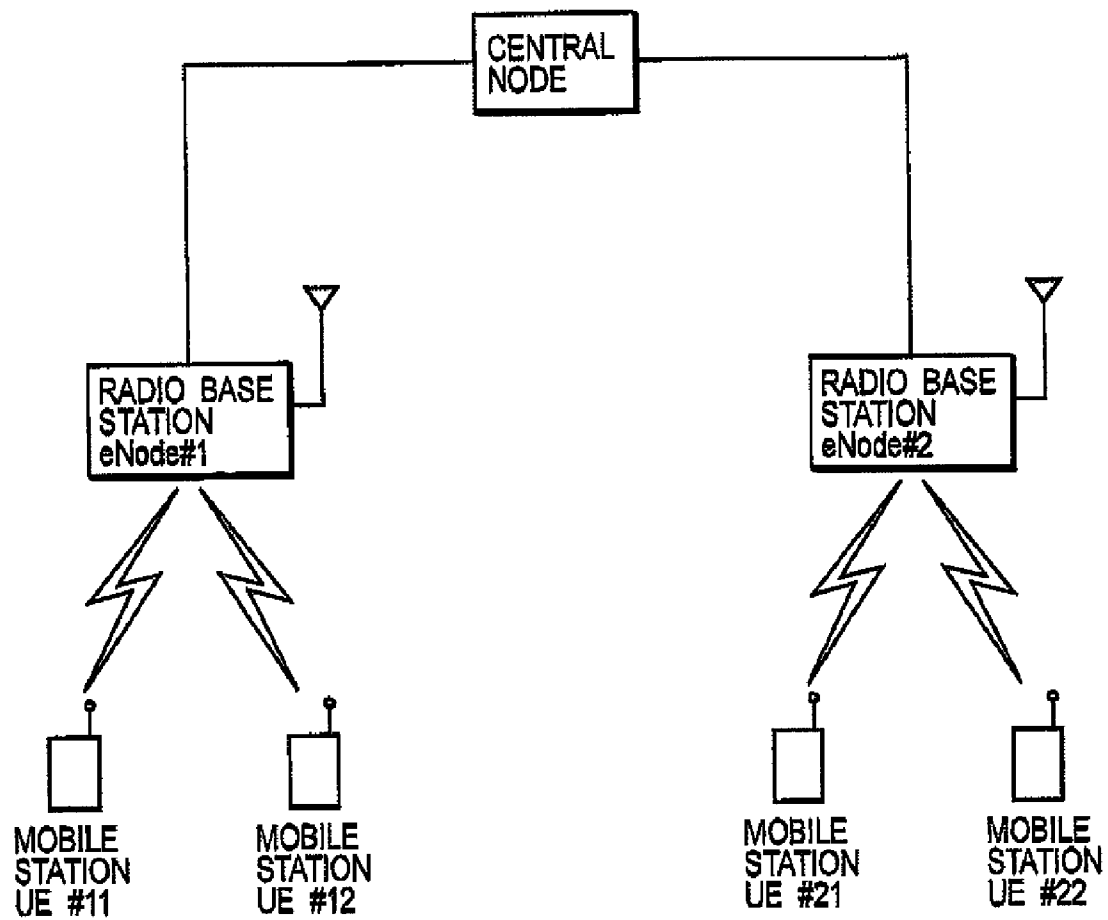 CENTRAL
NODE
RADIO BASE
STATION
eNode#1
RADIO BASE
STATION
eNode#2
MOBILE
STATION
UE #11
MOBILE
STATION
UE #12
MOBILE
STATION
UE #21
MOBILE
STATION
UE #22